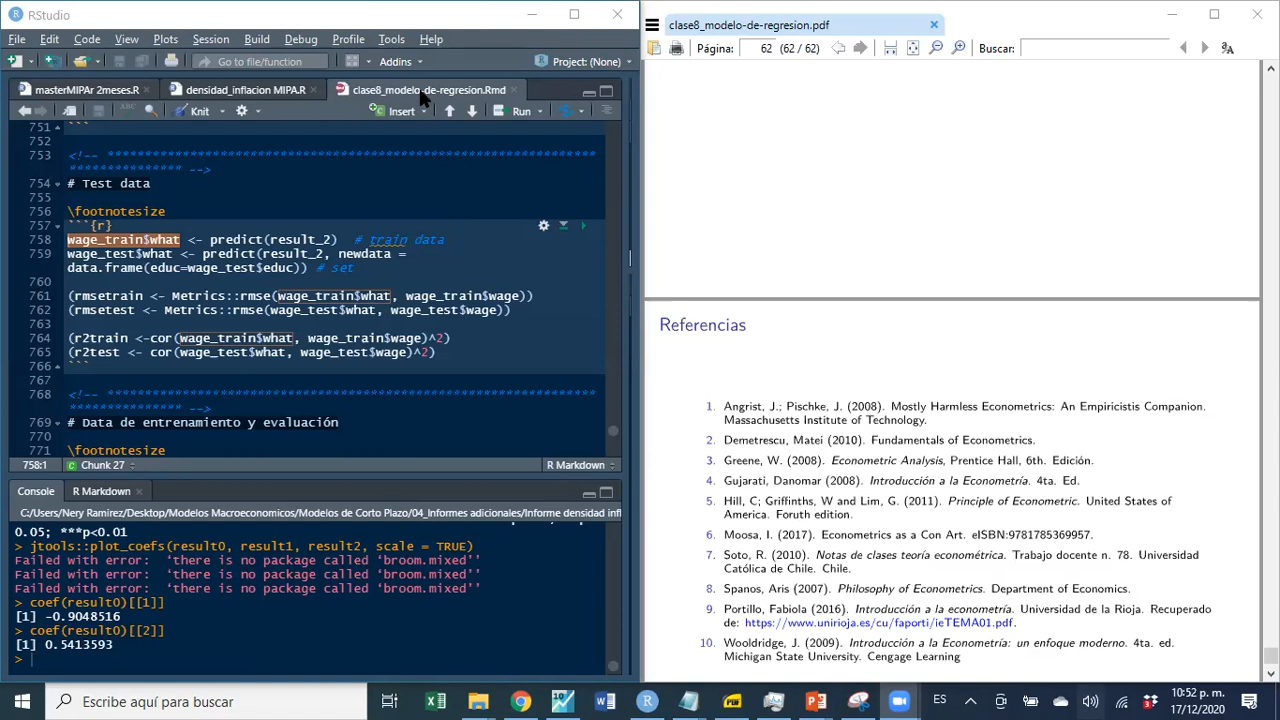 RStudio
File Edit Code View Plots Session Build Debug Profile Tools Help
Go to file/function Addins Project: (None)
masterMIPAr 2meses.R densidad_inflacion MIPA.R clase8_modelo-de-regresion.Rmd
ABC Knit Insert Run
751 ```
752
753 <!-- *****************************************************************
*************** -->
754 # Test data
755
756 \footnotesize
757 ```{r}
758 wage_train$what <- predict(result_2) # train data
759 wage_test$what <- predict(result_2, newdata =
data.frame(educ=wage_test$educ)) # set
760
761 (rmsetrain <- Metrics::rmse(wage_train$what, wage_train$wage))
762 (rmsetest <- Metrics::rmse(wage_test$what, wage_test$wage))
763
764 (r2train <-cor(wage_train$what, wage_train$wage)^2)
765 (r2test <- cor(wage_test$what, wage_test$wage)^2)
766 ```
767
768 <!-- *****************************************************************
*************** -->
769 # Data de entrenamiento y evaluación
770
771 \footnotesize
758:1 Chunk 27 R Markdown
Console R Markdown
C:/Users/Nery Ramirez/Desktop/Modelos Macroeconomicos/Modelos de Corto Plazo/04_Informes adicionales/Informe densidad infl
0.05; ***p<0.01
> jtools::plot_coefs(result0, result1, result2, scale = TRUE)
Failed with error: ‘there is no package called ‘broom.mixed’’
Failed with error: ‘there is no package called ‘broom.mixed’’
Failed with error: ‘there is no package called ‘broom.mixed’’
> coef(result0)[[1]]
[1] -0.9048516
> coef(result0)[[2]]
[1] 0.5413593
>
clase8_modelo-de-regresion.pdf
Página: 62 (62 / 62) Buscar:
Referencias
1. Angrist, J.; Pischke, J. (2008). Mostly Harmless Econometrics: An Empiricistis Companion.
Massachusetts Institute of Technology.
2. Demetrescu, Matei (2010). Fundamentals of Econometrics.
3. Greene, W. (2008). Econometric Analysis, Prentice Hall, 6th. Edición.
4. Gujarati, Danomar (2008). Introducción a la Econometría. 4ta. Ed.
5. Hill, C; Griffinths, W and Lim, G. (2011). Principle of Econometric. United States of
America. Foruth edition.
6. Moosa, I. (2017). Econometrics as a Con Art. eISBN:9781785369957.
7. Soto, R. (2010). Notas de clases teoría econométrica. Trabajo docente n. 78. Universidad
Católica de Chile. Chile.
8. Spanos, Aris (2007). Philosophy of Econometrics. Department of Economics.
9. Portillo, Fabiola (2016). Introducción a la econometría. Universidad de la Rioja. Recuperado
de: https://www.unirioja.es/cu/faporti/ieTEMA01.pdf.
10. Wooldridge, J. (2009). Introducción a la Econometría: un enfoque moderno. 4ta. ed.
Michigan State University. Cengage Learning
Escribe aquí para buscar
ES
10:52 p. m.
17/12/2020